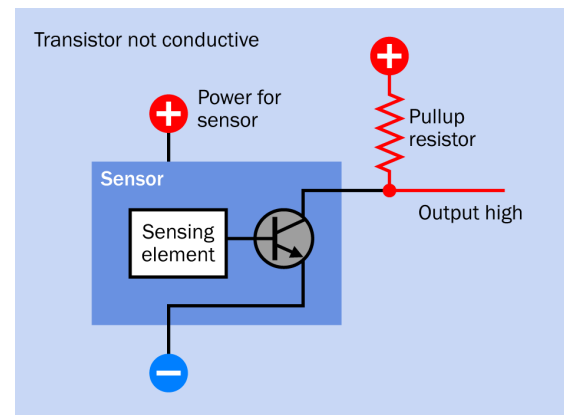 Transistor not conductive
+
Power for
sensor
+
Pullup
resistor
Sensor
Output high
Sensing
element
−